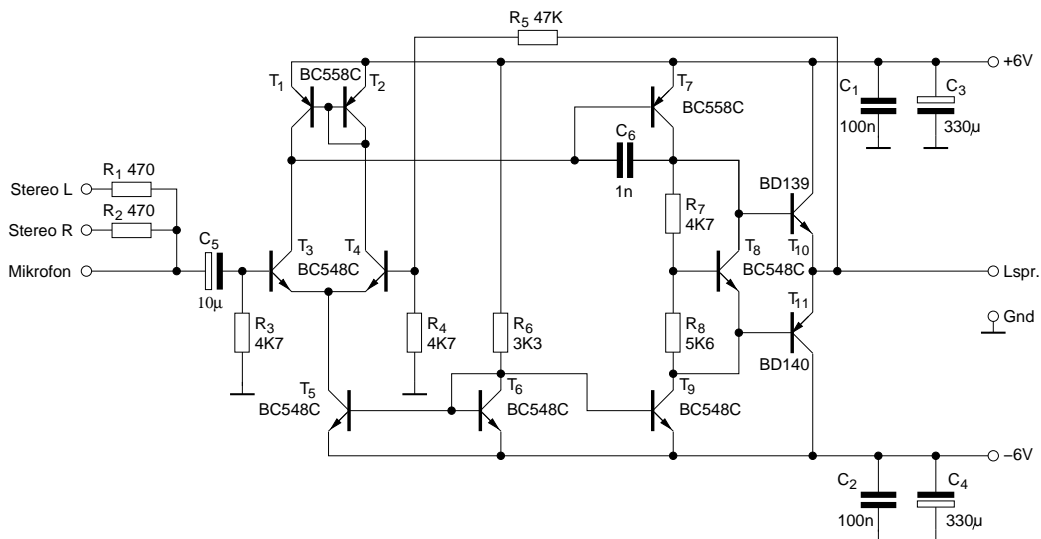 R5 47K
+6V
T1
BC558C
T2
T7
BC558C
C1
100n
C3
330µ
C6
1n
R1 470
Stereo L
R2 470
Stereo R
Mikrofon
C5
10µ
T3
T4
BC548C
R7
4K7
T8
BC548C
BD139
T10
Lspr.
T11
BD140
Gnd
R3
4K7
R4
4K7
R6
3K3
R8
5K6
T5
BC548C
T6
BC548C
T9
BC548C
−6V
C2
100n
C4
330µ